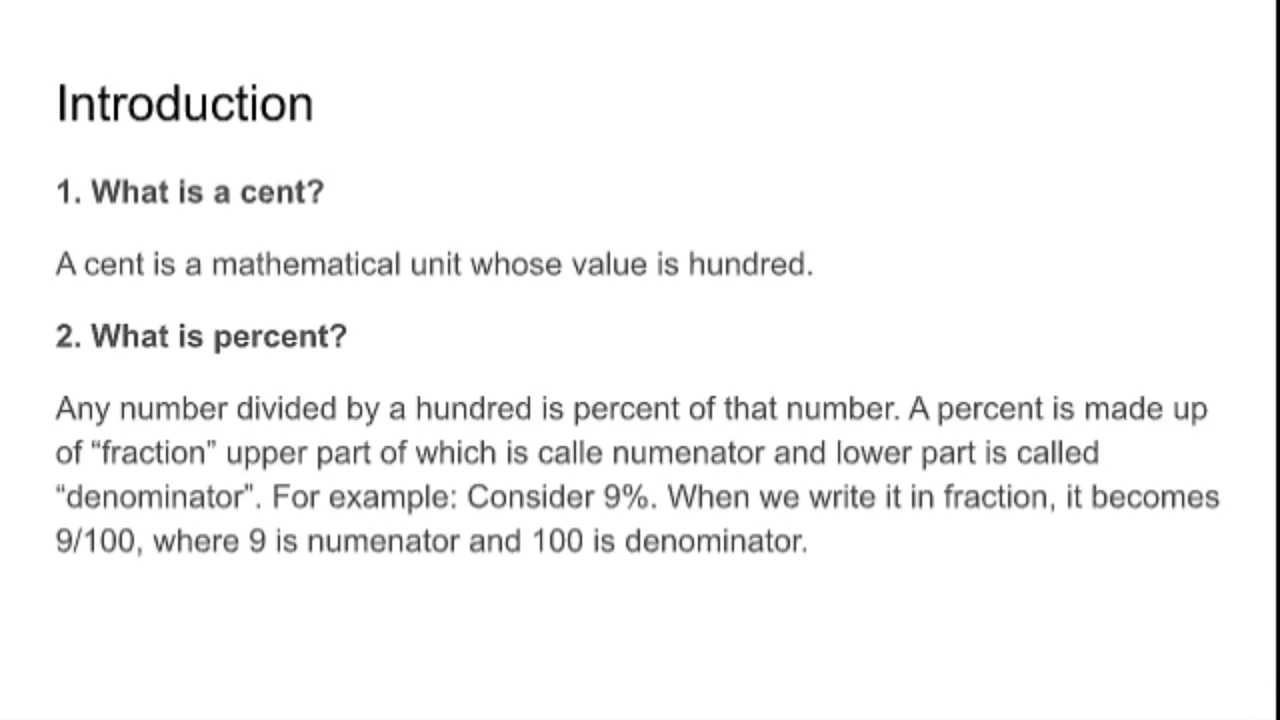 Introduction
1. What is a cent?
A cent is a mathematical unit whose value is hundred.
2. What is percent?
Any number divided by a hundred is percent of that number. A percent is made up
of “fraction” upper part of which is calle numenator and lower part is called
“denominator”. For example: Consider 9%. When we write it in fraction, it becomes
9/100, where 9 is numenator and 100 is denominator.